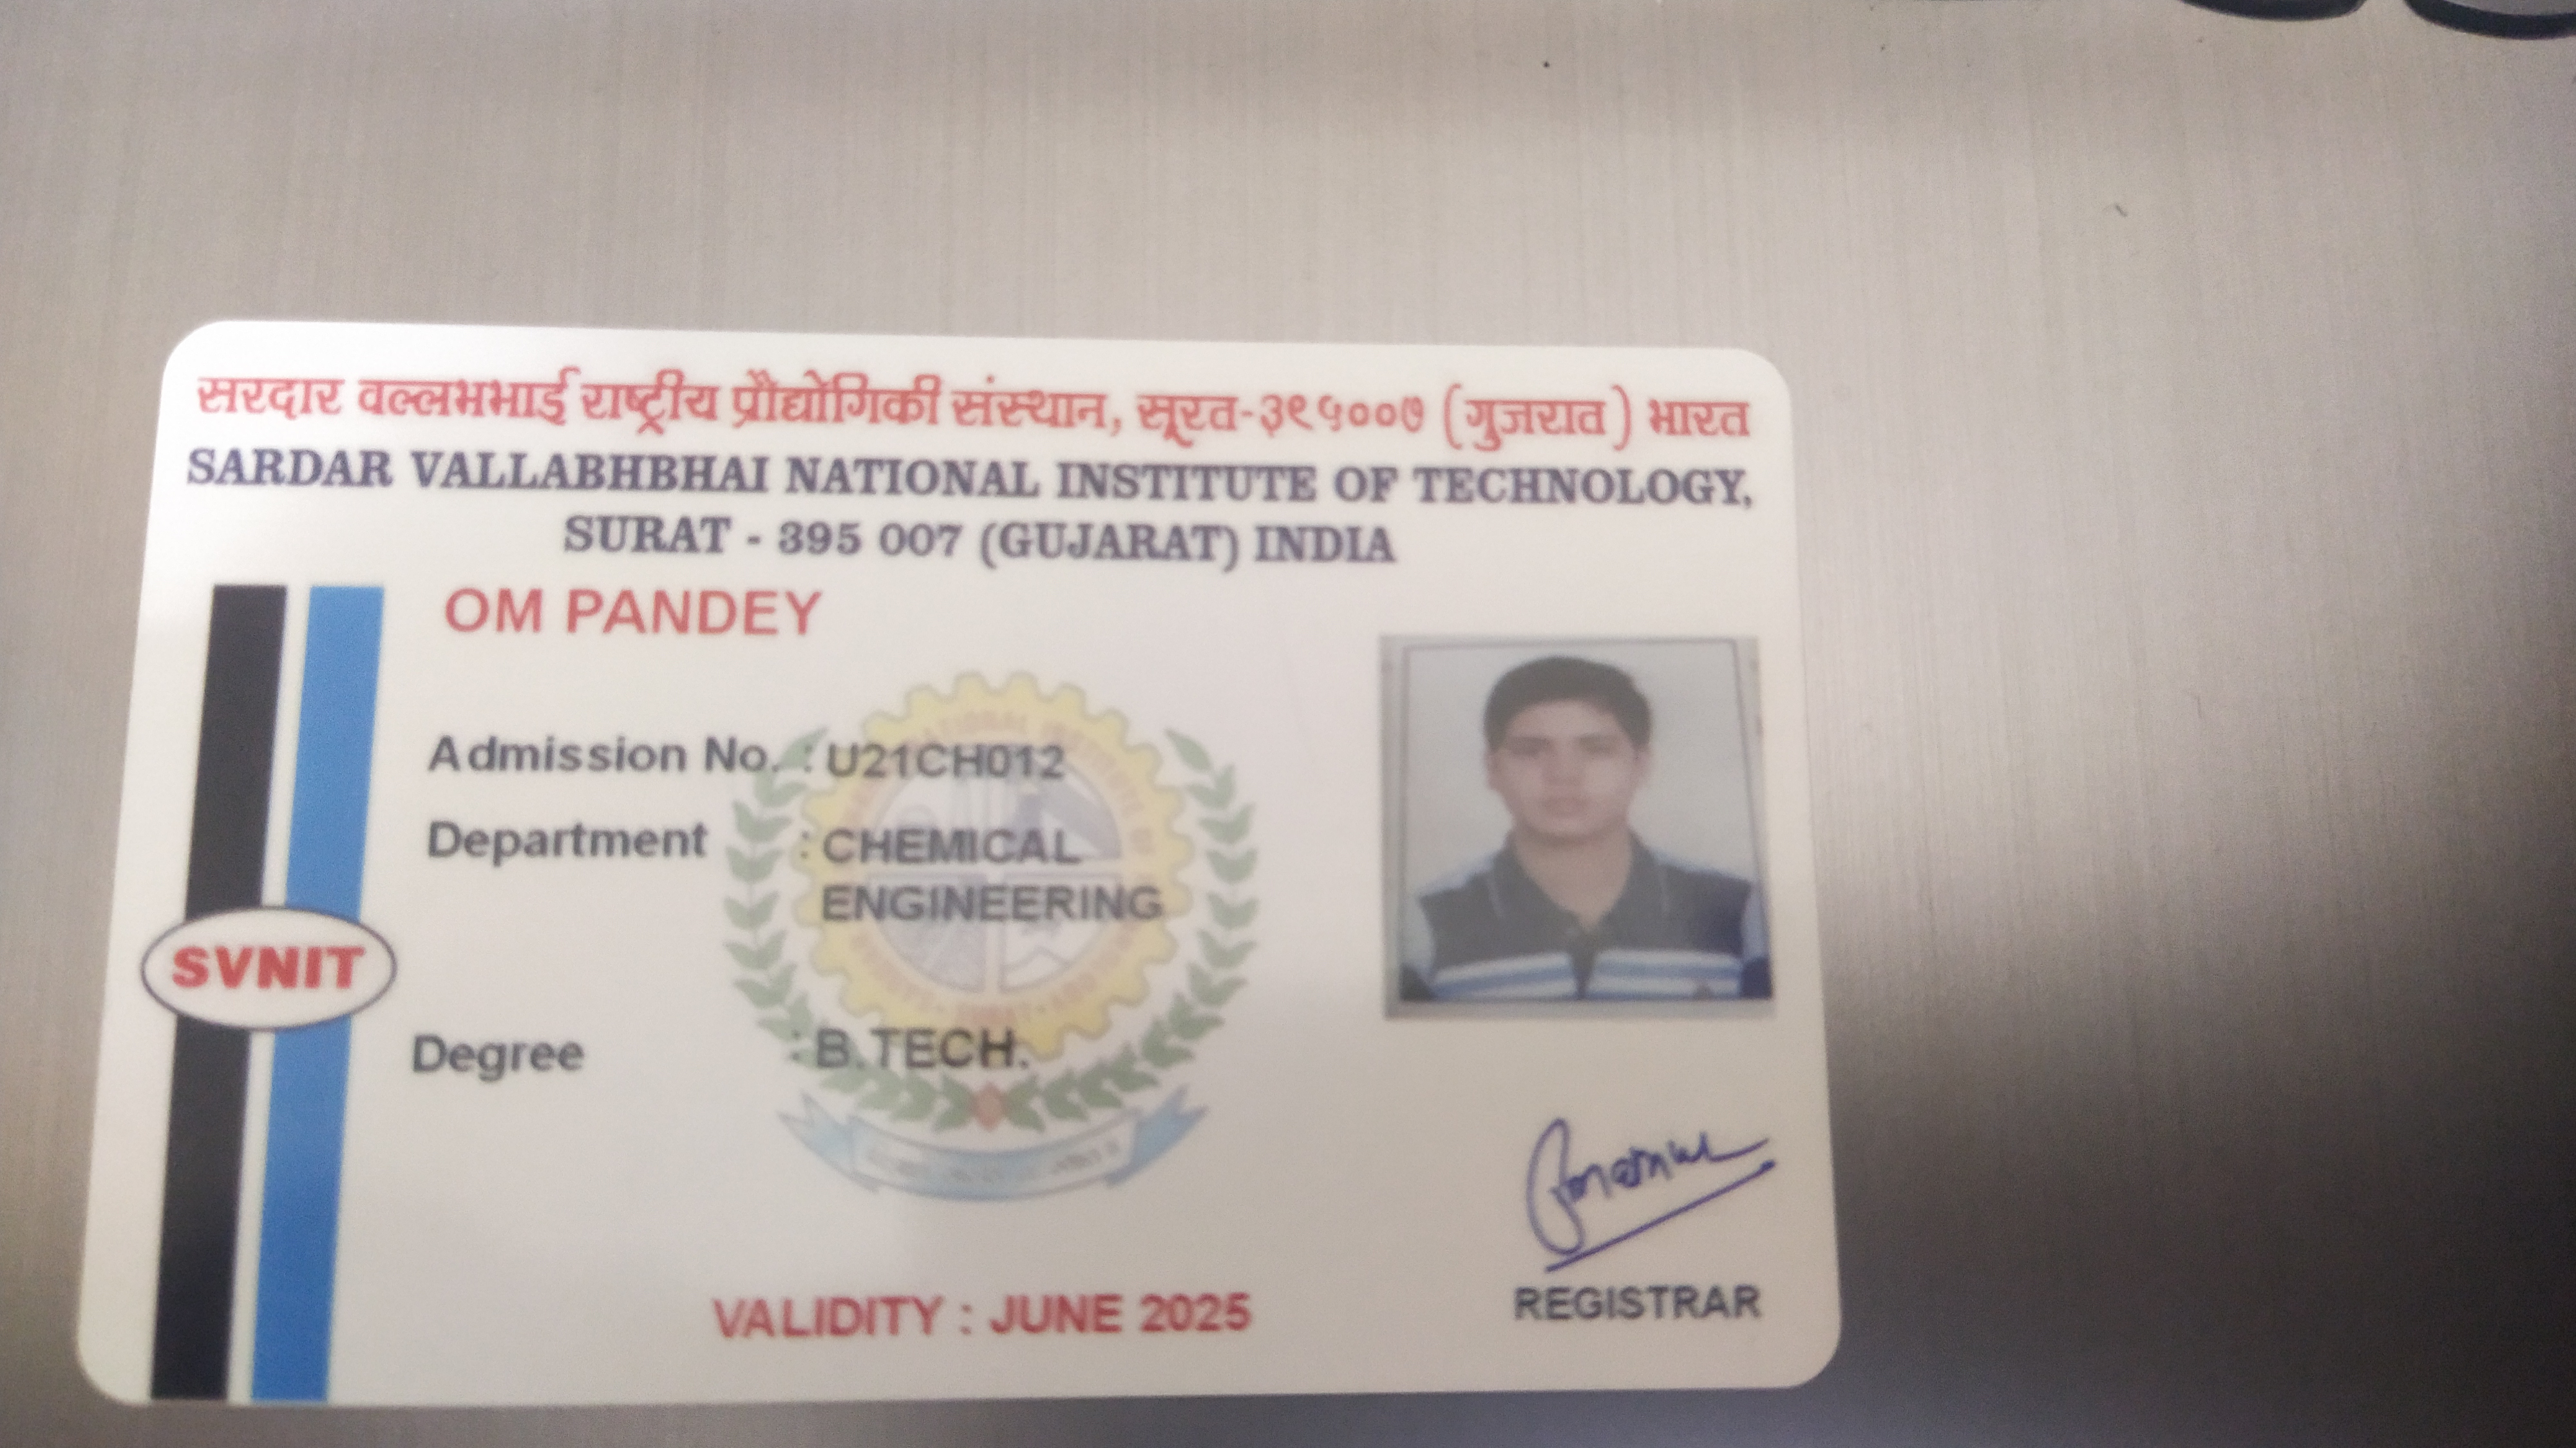 सरदार वल्लभभाई राष्ट्रीय प्रौद्योगिकी संस्थान, सूरत-३९५००७ (गुजरात) भारत
SARDAR VALLABHBHAI NATIONAL INSTITUTE OF TECHNOLOGY,
SURAT - 395 007 (GUJARAT) INDIA
OM PANDEY
Admission No. : U21CH012
Department : CHEMICAL
ENGINEERING
SVNIT
Degree : B.TECH.
VALIDITY : JUNE 2025
REGISTRAR